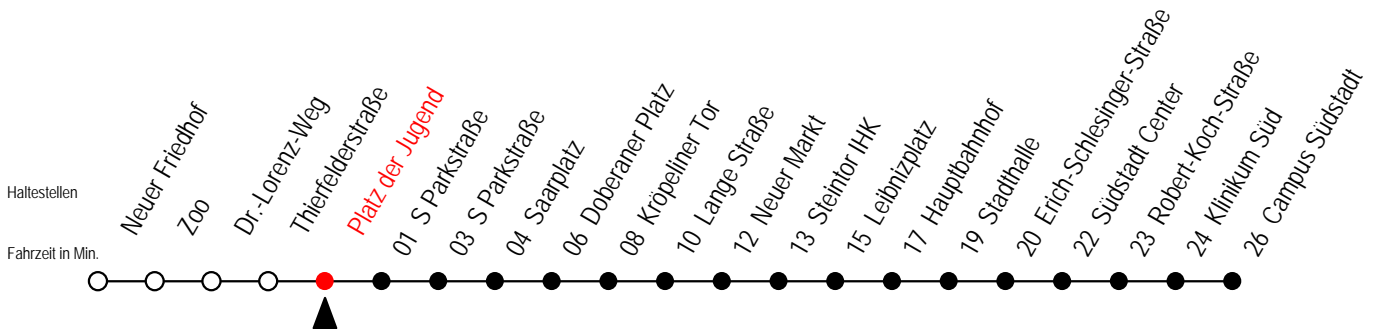 Haltestellen
Fahrzeit in Min.
Neuer Friedhof
Zoo
Dr.-Lorenz-Weg
Thierfelderstraße
Platz der Jugend
01 S Parkstraße
03 S Parkstraße
04 Saarplatz
06 Doberaner Platz
08 Kröpeliner Tor
10 Lange Straße
12 Neuer Markt
13 Steintor IHK
15 Leibnizplatz
17 Hauptbahnhof
19 Stadthalle
20 Erich-Schlesinger-Straße
22 Südstadt Center
23 Robert-Koch-Straße
24 Klinikum Süd
26 Campus Südstadt